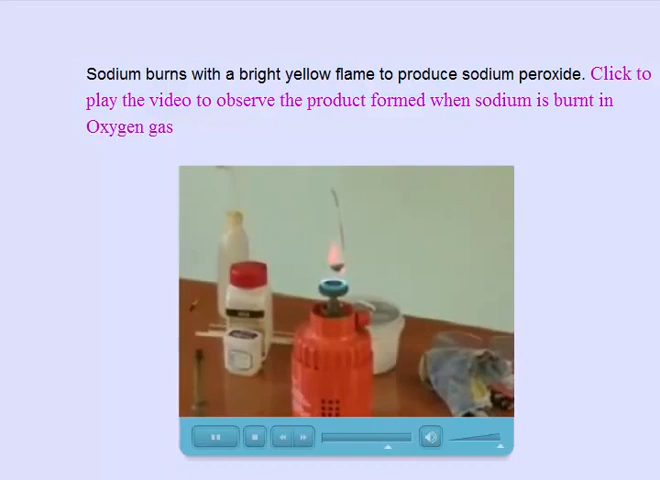 Sodium burns with a bright yellow flame to produce sodium peroxide. Click to
play the video to observe the product formed when sodium is burnt in
Oxygen gas